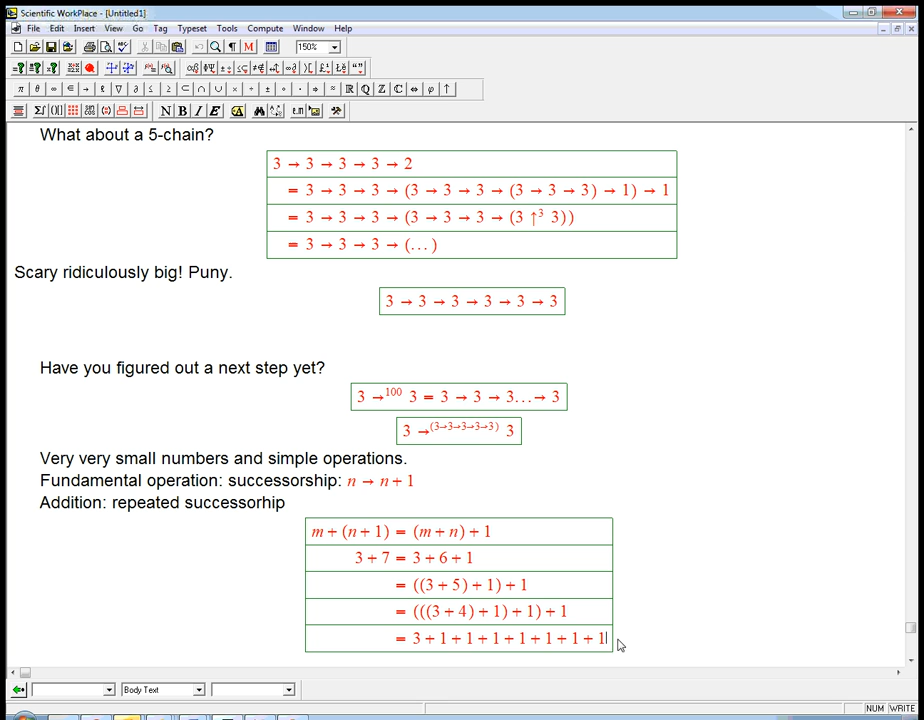 Scientific WorkPlace - [Untitled1]
File Edit Insert View Go Tag Typeset Tools Compute Window Help
150%
What about a 5-chain?
3 → 3 → 3 → 3 → 2
= 3 → 3 → 3 → (3 → 3 → 3 → (3 → 3 → 3) → 1) → 1
= 3 → 3 → 3 → (3 → 3 → 3 → (3 ↑³ 3))
= 3 → 3 → 3 → (...)
Scary ridiculously big! Puny.
3 → 3 → 3 → 3 → 3 → 3
Have you figured out a next step yet?
3 →¹⁰⁰ 3 = 3 → 3 → 3...→ 3
3 →^(3→3→3→3→3) 3
Very very small numbers and simple operations.
Fundamental operation: successorship: n → n + 1
Addition: repeated successorhip
m + (n + 1) = (m + n) + 1
3 + 7 = 3 + 6 + 1
= ((3 + 5) + 1) + 1
= (((3 + 4) + 1) + 1) + 1
= 3 + 1 + 1 + 1 + 1 + 1 + 1 + 1
Body Text
NUM WRITE